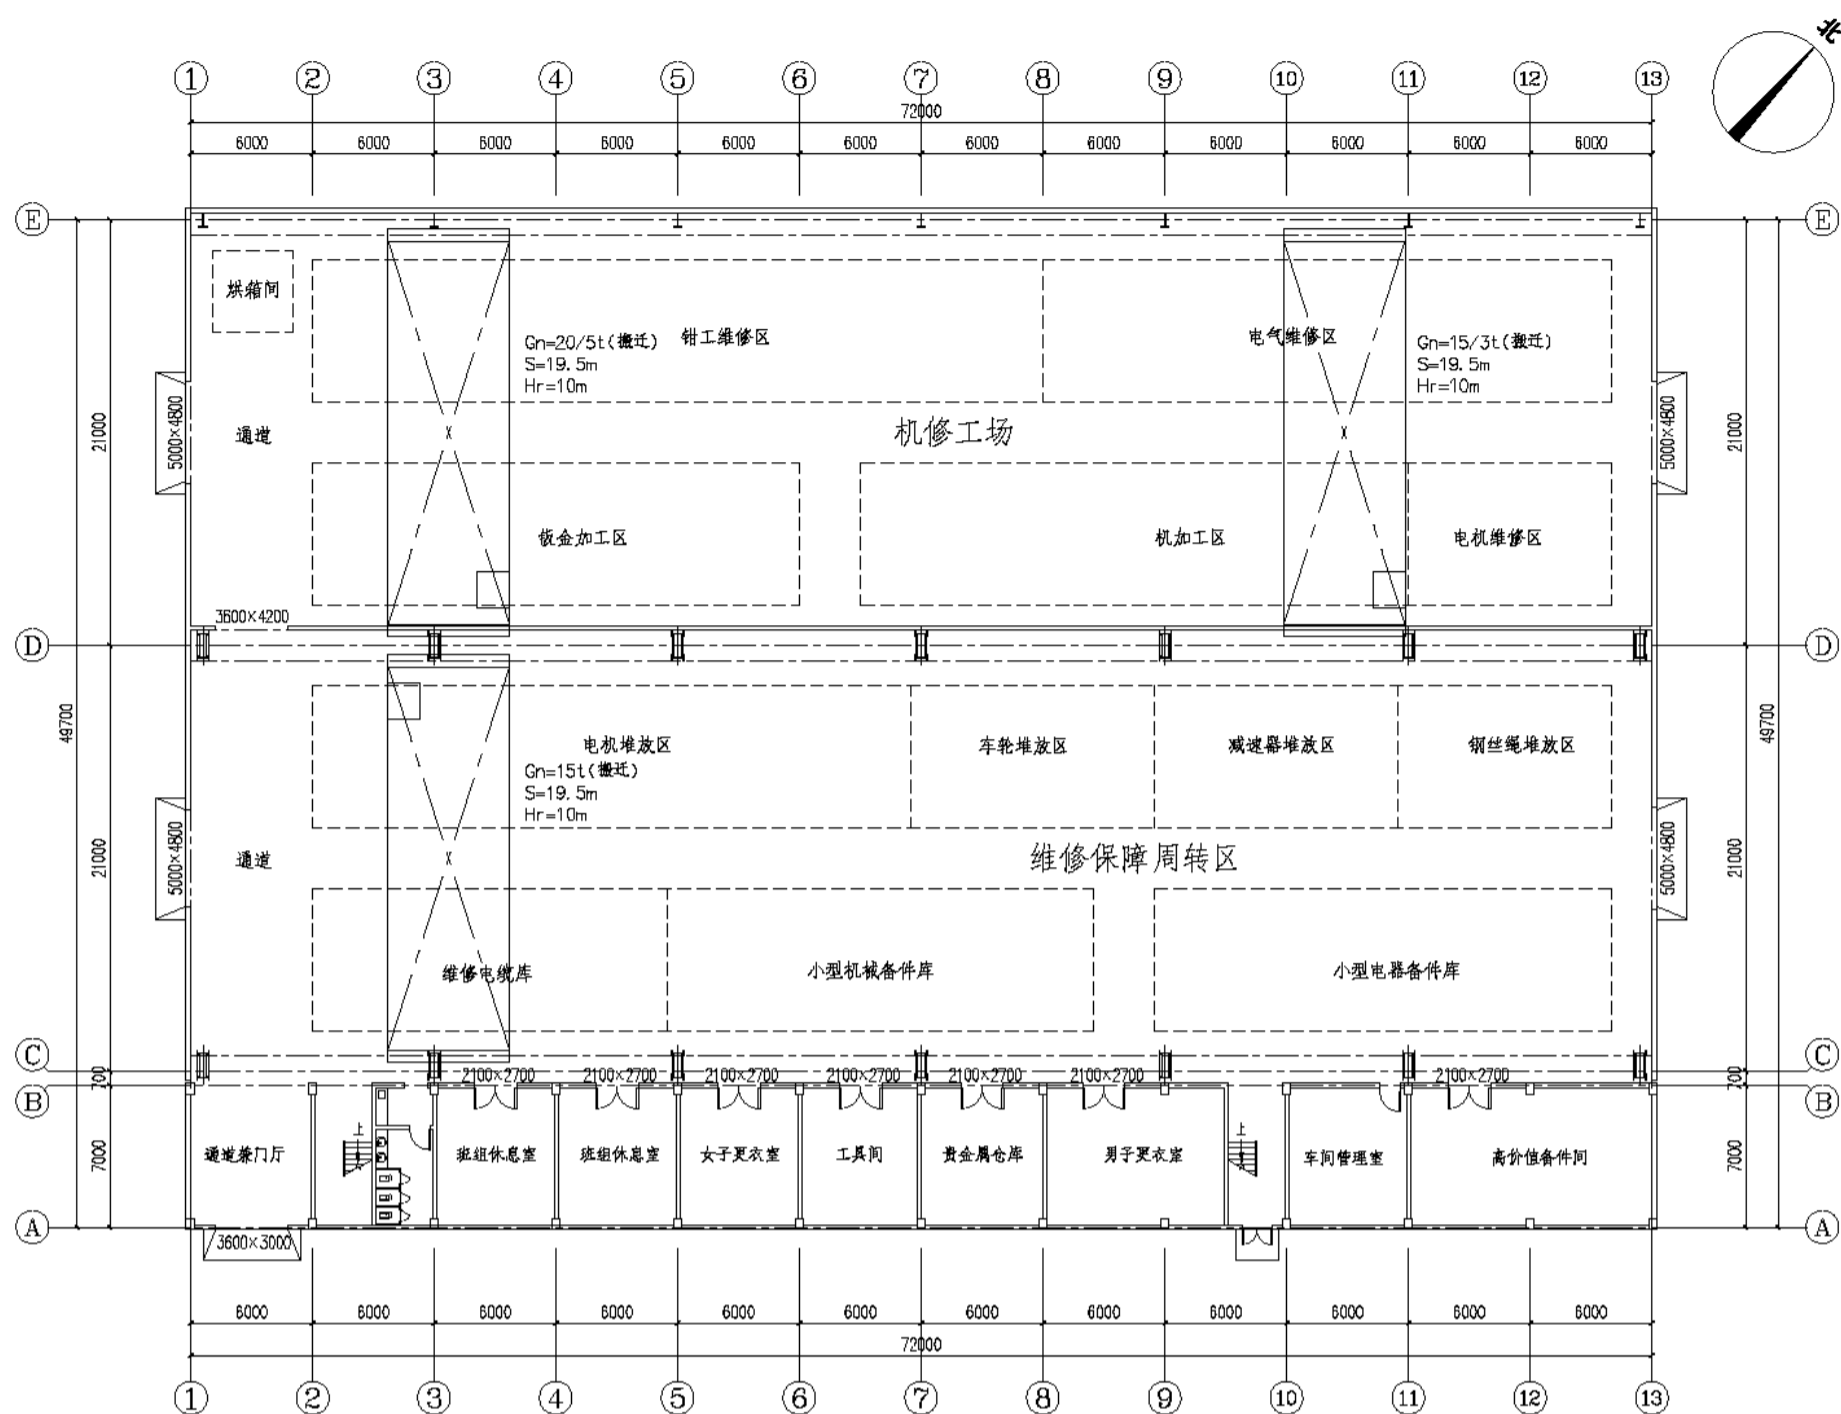 北
1 2 3 4 5 6 7 8 9 10 11 12 13
72000
6000 6000 6000 6000 6000 6000 6000 6000 6000 6000 6000 6000
E E
烘箱间
Gn=20/5t(搬迁)
S=19.5m
Hr=10m
钳工维修区
电气维修区
Gn=15/3t(搬迁)
S=19.5m
Hr=10m
21000
5000×4800
通道
机修工场
5000×4800
21000
钣金加工区
机加工区
电机维修区
3600×4200
D D
49700
49700
电机堆放区
车轮堆放区
减速器堆放区
钢丝绳堆放区
Gn=15t(搬迁)
S=19.5m
Hr=10m
21000
5000×4800
通道
维修保障周转区
5000×4800
21000
维修电缆库
小型机械备件库
小型电器备件库
C C
700 2100×2700 2100×2700 2100×2700 2100×2700 2100×2700 2100×2700 2100×2700 700
B B
7000
通道兼门厅
上
班组休息室
班组休息室
女子更衣室
工具间
贵金属仓库
男子更衣室
上
车间管理室
高价值备件间
7000
A A
3600×3000
6000 6000 6000 6000 6000 6000 6000 6000 6000 6000 6000 6000
72000
1 2 3 4 5 6 7 8 9 10 11 12 13